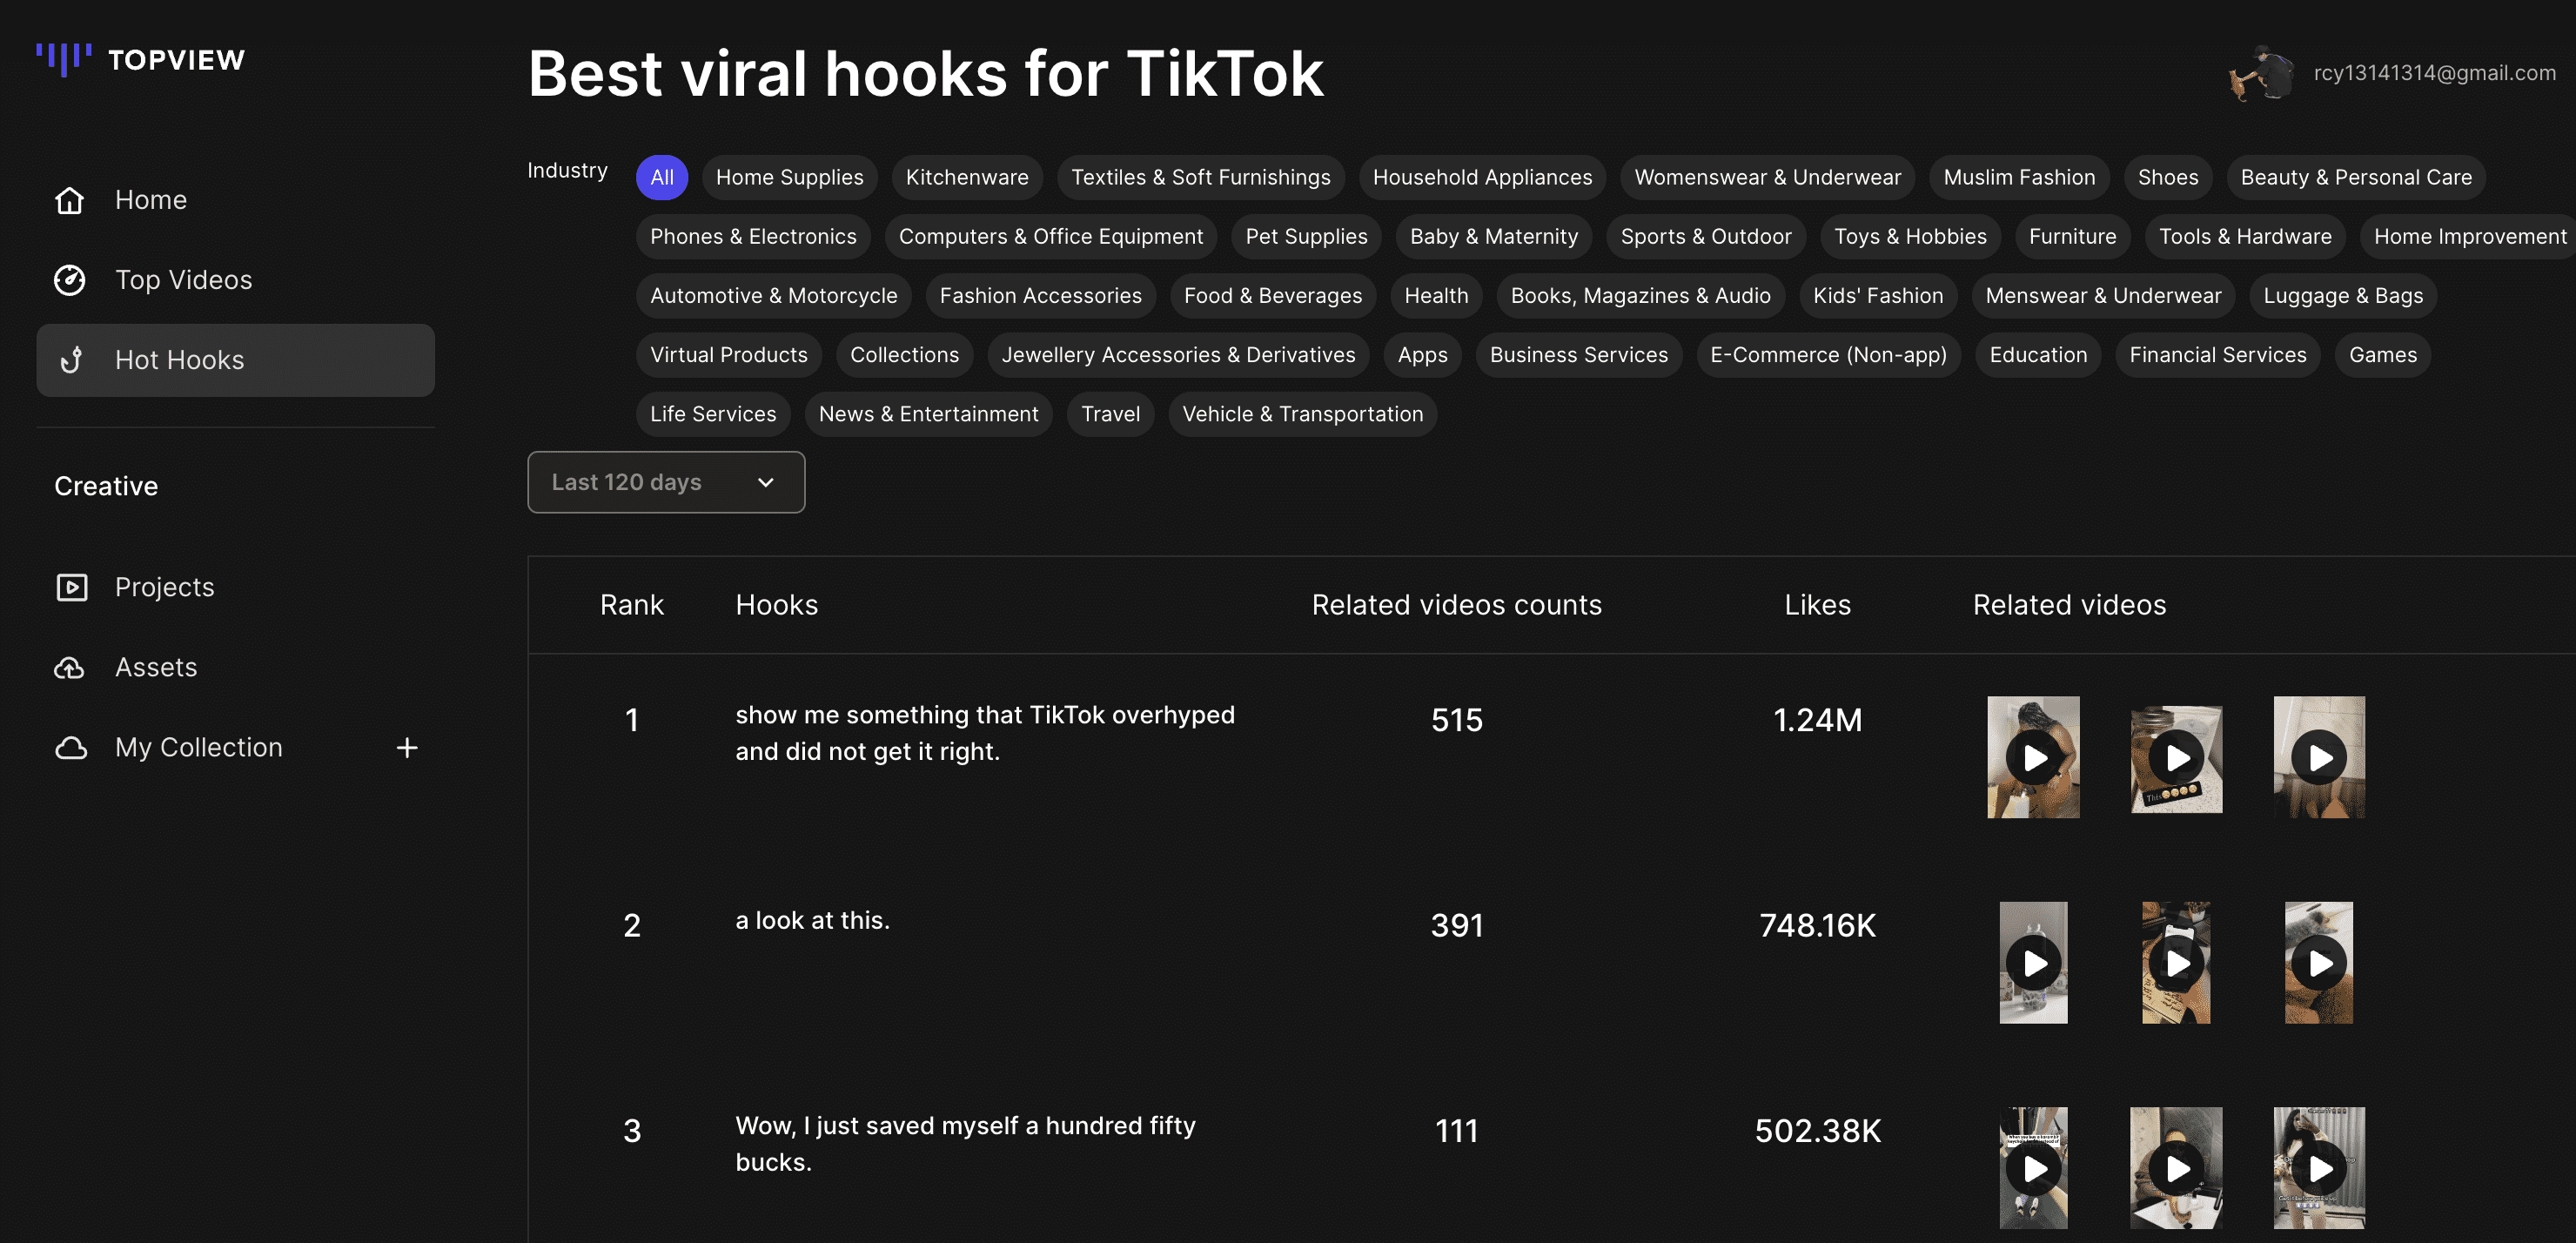 TOPVIEW
Best viral hooks for TikTok
rcy13141314@gmail.com
Home
Top Videos
Hot Hooks
Creative
Projects
Assets
My Collection
Industry
All Home Supplies Kitchenware Textiles & Soft Furnishings Household Appliances Womenswear & Underwear Muslim Fashion Shoes Beauty & Personal Care
Phones & Electronics Computers & Office Equipment Pet Supplies Baby & Maternity Sports & Outdoor Toys & Hobbies Furniture Tools & Hardware Home Improvement
Automotive & Motorcycle Fashion Accessories Food & Beverages Health Books, Magazines & Audio Kids' Fashion Menswear & Underwear Luggage & Bags
Virtual Products Collections Jewellery Accessories & Derivatives Apps Business Services E-Commerce (Non-app) Education Financial Services Games
Life Services News & Entertainment Travel Vehicle & Transportation
Last 120 days
Rank Hooks Related videos counts Likes Related videos
1 show me something that TikTok overhyped 515 1.24M
and did not get it right.
This
2 a look at this. 391 748.16K
3 Wow, I just saved myself a hundred fifty 111 502.38K
bucks.